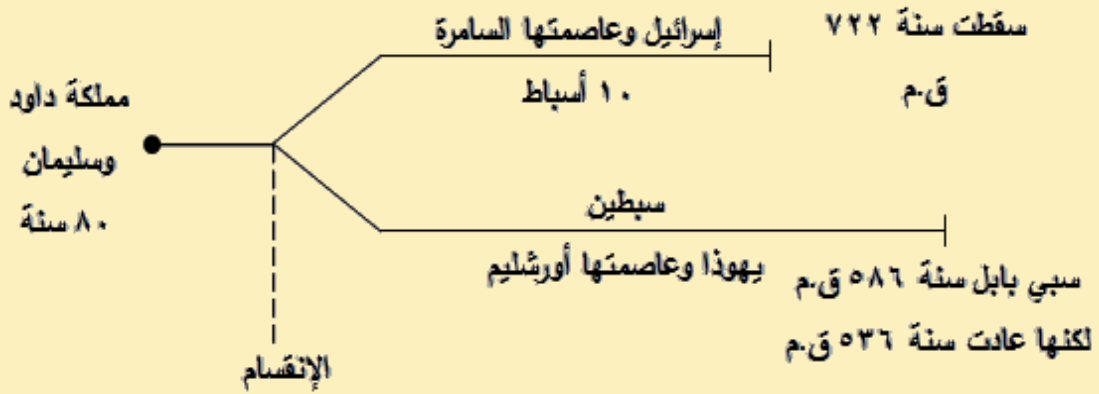 مملكة داود
وسليمان
٨٠ سنة
الإنقسام
إسرائيل وعاصمتها السامرة
١٠ أسباط
سقطت سنة ٧٢٢
ق.م
سبطين
يهوذا وعاصمتها أورشليم
سبي بابل سنة ٥٨٦ ق.م
لكنها عادت سنة ٥٣٦ ق.م